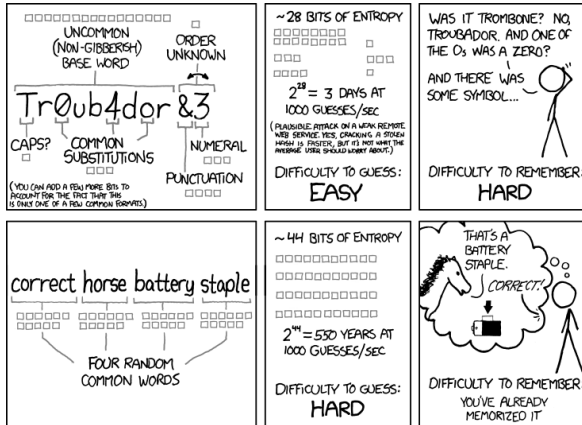 UNCOMMON
(NON-GIBBERISH)
BASE WORD
ORDER
UNKNOWN
Tr0ub4dor &3
CAPS?
COMMON
SUBSTITUTIONS
NUMERAL
PUNCTUATION
(YOU CAN ADD A FEW MORE BITS TO
ACCOUNT FOR THE FACT THAT THIS
IS ONLY ONE OF A FEW COMMON FORMATS.)
~28 BITS OF ENTROPY
2^28 = 3 DAYS AT
1000 GUESSES/SEC
(PLAUSIBLE ATTACK ON A WEAK REMOTE
WEB SERVICE. YES, CRACKING A STOLEN
HASH IS FASTER, BUT IT'S NOT WHAT THE
AVERAGE USER SHOULD WORRY ABOUT.)
DIFFICULTY TO GUESS:
EASY
WAS IT TROMBONE? NO,
TROUBADOR. AND ONE OF
THE Os WAS A ZERO?
AND THERE WAS
SOME SYMBOL...
DIFFICULTY TO REMEMBER:
HARD
correct horse battery staple
FOUR RANDOM
COMMON WORDS
~44 BITS OF ENTROPY
2^44 = 550 YEARS AT
1000 GUESSES/SEC
DIFFICULTY TO GUESS:
HARD
THAT'S A
BATTERY
STAPLE.
CORRECT!
DIFFICULTY TO REMEMBER:
YOU'VE ALREADY
MEMORIZED IT